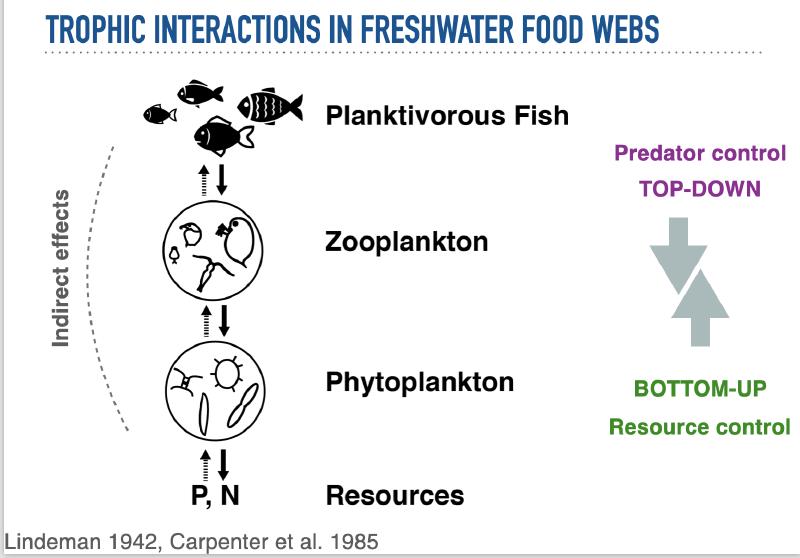 TROPHIC INTERACTIONS IN FRESHWATER FOOD WEBS
Planktivorous Fish
Predator control
TOP-DOWN
Indirect effects
Zooplankton
Phytoplankton
BOTTOM-UP
Resource control
P, N
Resources
Lindeman 1942, Carpenter et al. 1985